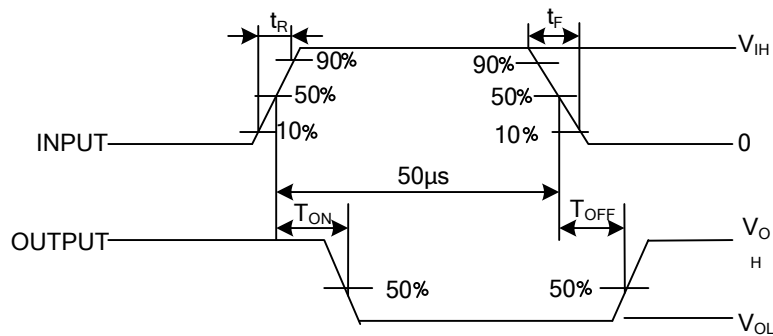 tR
tF
VIH
90%
90%
50%
50%
10%
10%
INPUT
0
50µs
TON
TOFF
OUTPUT
VO
H
50%
50%
VOL